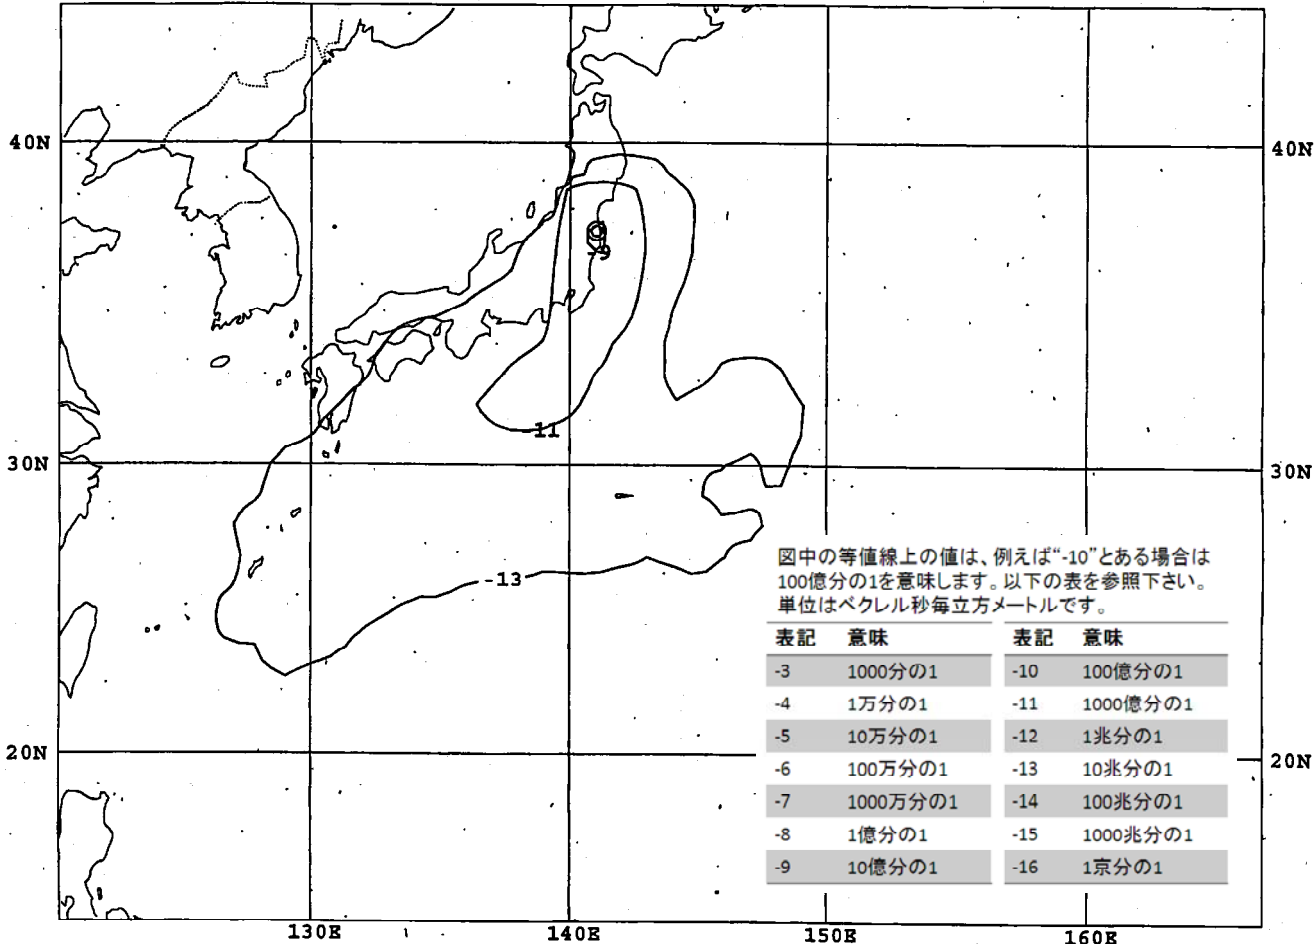 40N
40N
-9
-11
30N
30N
-13
図中の等値線上の値は、例えば“-10”とある場合は
100億分の1を意味します。以下の表を参照下さい。
単位はベクレル秒毎立方メートルです。
表記 意味 表記 意味
-3 1000分の1 -10 100億分の1
-4 1万分の1 -11 1000億分の1
-5 10万分の1 -12 1兆分の1
-6 100万分の1 -13 10兆分の1
-7 1000万分の1 -14 100兆分の1
-8 1億分の1 -15 1000兆分の1
-9 10億分の1 -16 1京分の1
20N
20N
130E 140E 150E 160E